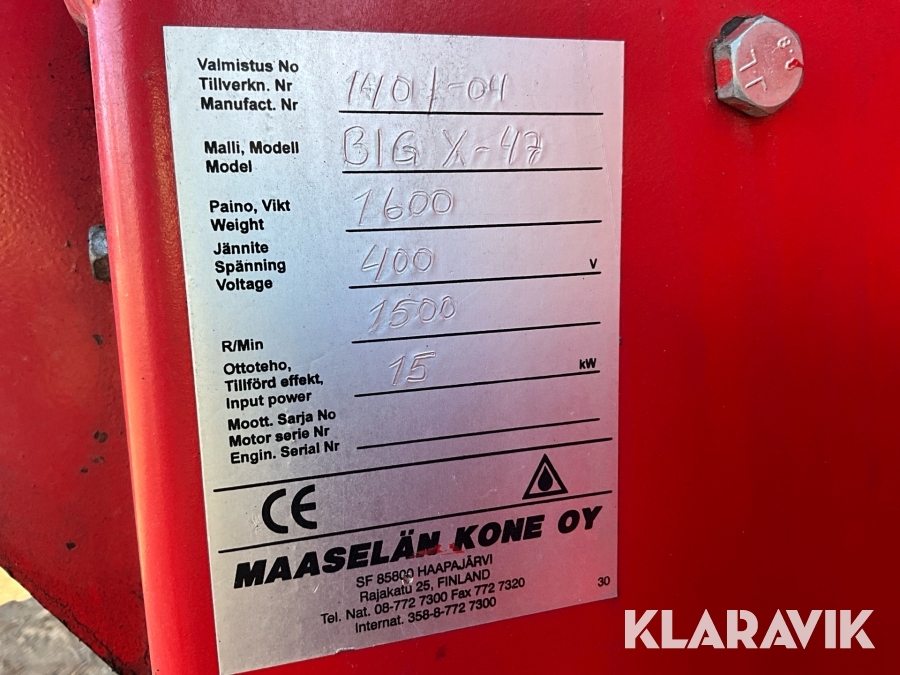 Valmistus No
Tillverkn. Nr
Manufact. Nr
1401-04
Malli, Modell
Model
BIG X-47
Paino, Vikt
Weight
1600
Jännite
Spänning
Voltage
400 V
R/Min
1500
Ottoteho,
Tillförd effekt,
Input power
15 kW
Moott. Sarja No
Motor serie Nr
Engin. Serial Nr
CE
MAASELÄN KONE OY
SF 85800 HAAPAJÄRVI
Rajakatu 25, FINLAND
Tel. Nat. 08-772 7300 Fax 772 7320
Internat. 358-8-772 7300
30
8.8
KLARAVIK